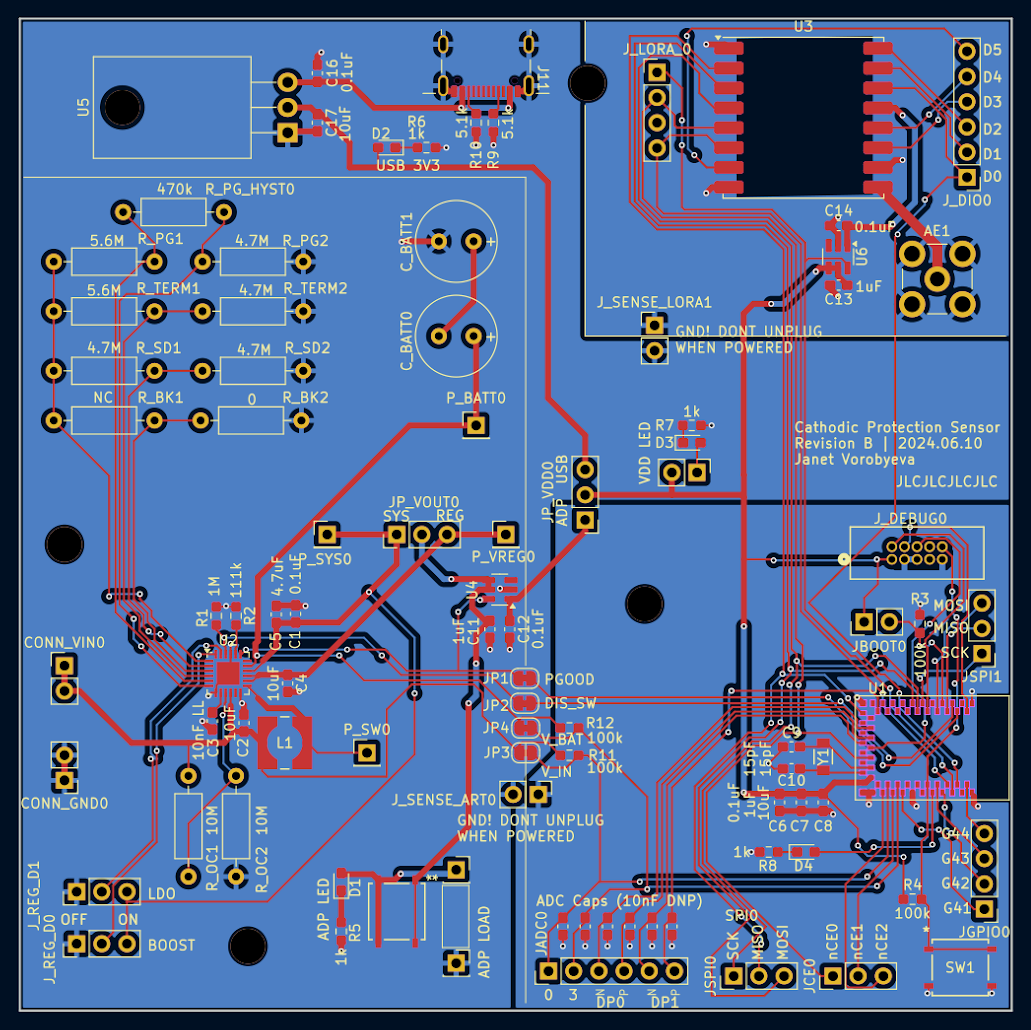 U3
J_LORA_0
D5
D4
D3
D2
D1
D0
J_DIO0
C16
0.1uF
U5
C17
10uF
J11
5.1k
5.1k
R10
R9
R6
1k
D2
USB 3V3
470k R_PG_HYST0
5.6M R_PG1
4.7M R_PG2
5.6M R_TERM1
4.7M R_TERM2
4.7M R_SD1
4.7M R_SD2
NC R_BK1
0 R_BK2
C_BATT1
+
C_BATT0
+
P_BATT0
C14
0.1uF
U6
C13
1uF
AE1
J_SENSE_LORA1
GND! DONT UNPLUG
WHEN POWERED
1k
R7
D3
VDD LED
Cathodic Protection Sensor
Revision B | 2024.06.10
Janet Vorobyeva
JLCJLCJLCJLC
JP_VDD0
USB
ADP
J_DEBUG0
JP_VOUT0
SYS
REG
P_SYS0
P_VREG0
U4
C11
1uF
C12
0.1uF
R1
1M
R2
111k
4.7uF
0.1uF
C5
C1
CONN_VIN0
10uF
C4
10nF_LL
C3
10uF
C2
L1
P_SW0
CONN_GND0
R_OC1 10M
R_OC2 10M
JP1
PGOOD
JP2
DIS_SW
JP4
V_BAT
JP3
V_IN
R12
100k
R11
100k
J_SENSE_ART0
GND! DONT UNPLUG
WHEN POWERED
R3
100k
MOSI
MISO
SCK
JSPI1
JBOOT0
U1
C9
15pF
15pF
C10
Y1
0.1uF
1uF
10uF
C6
C7
C8
1k
R8
D4
G44
G43
G42
G41
JGPIO0
R4
100k
*
SW1
J_REG_D1
LDO
OFF
ON
J_REG_D0
BOOST
ADP LED
D1
R5
1k
**
ADP LOAD
ADC Caps (10nF DNP)
JADC0
0
3
N
P
N
P
DP0
DP1
SPI0
JSPI0
SCK
MISO
MOSI
JCE0
nCE0
nCE1
nCE2